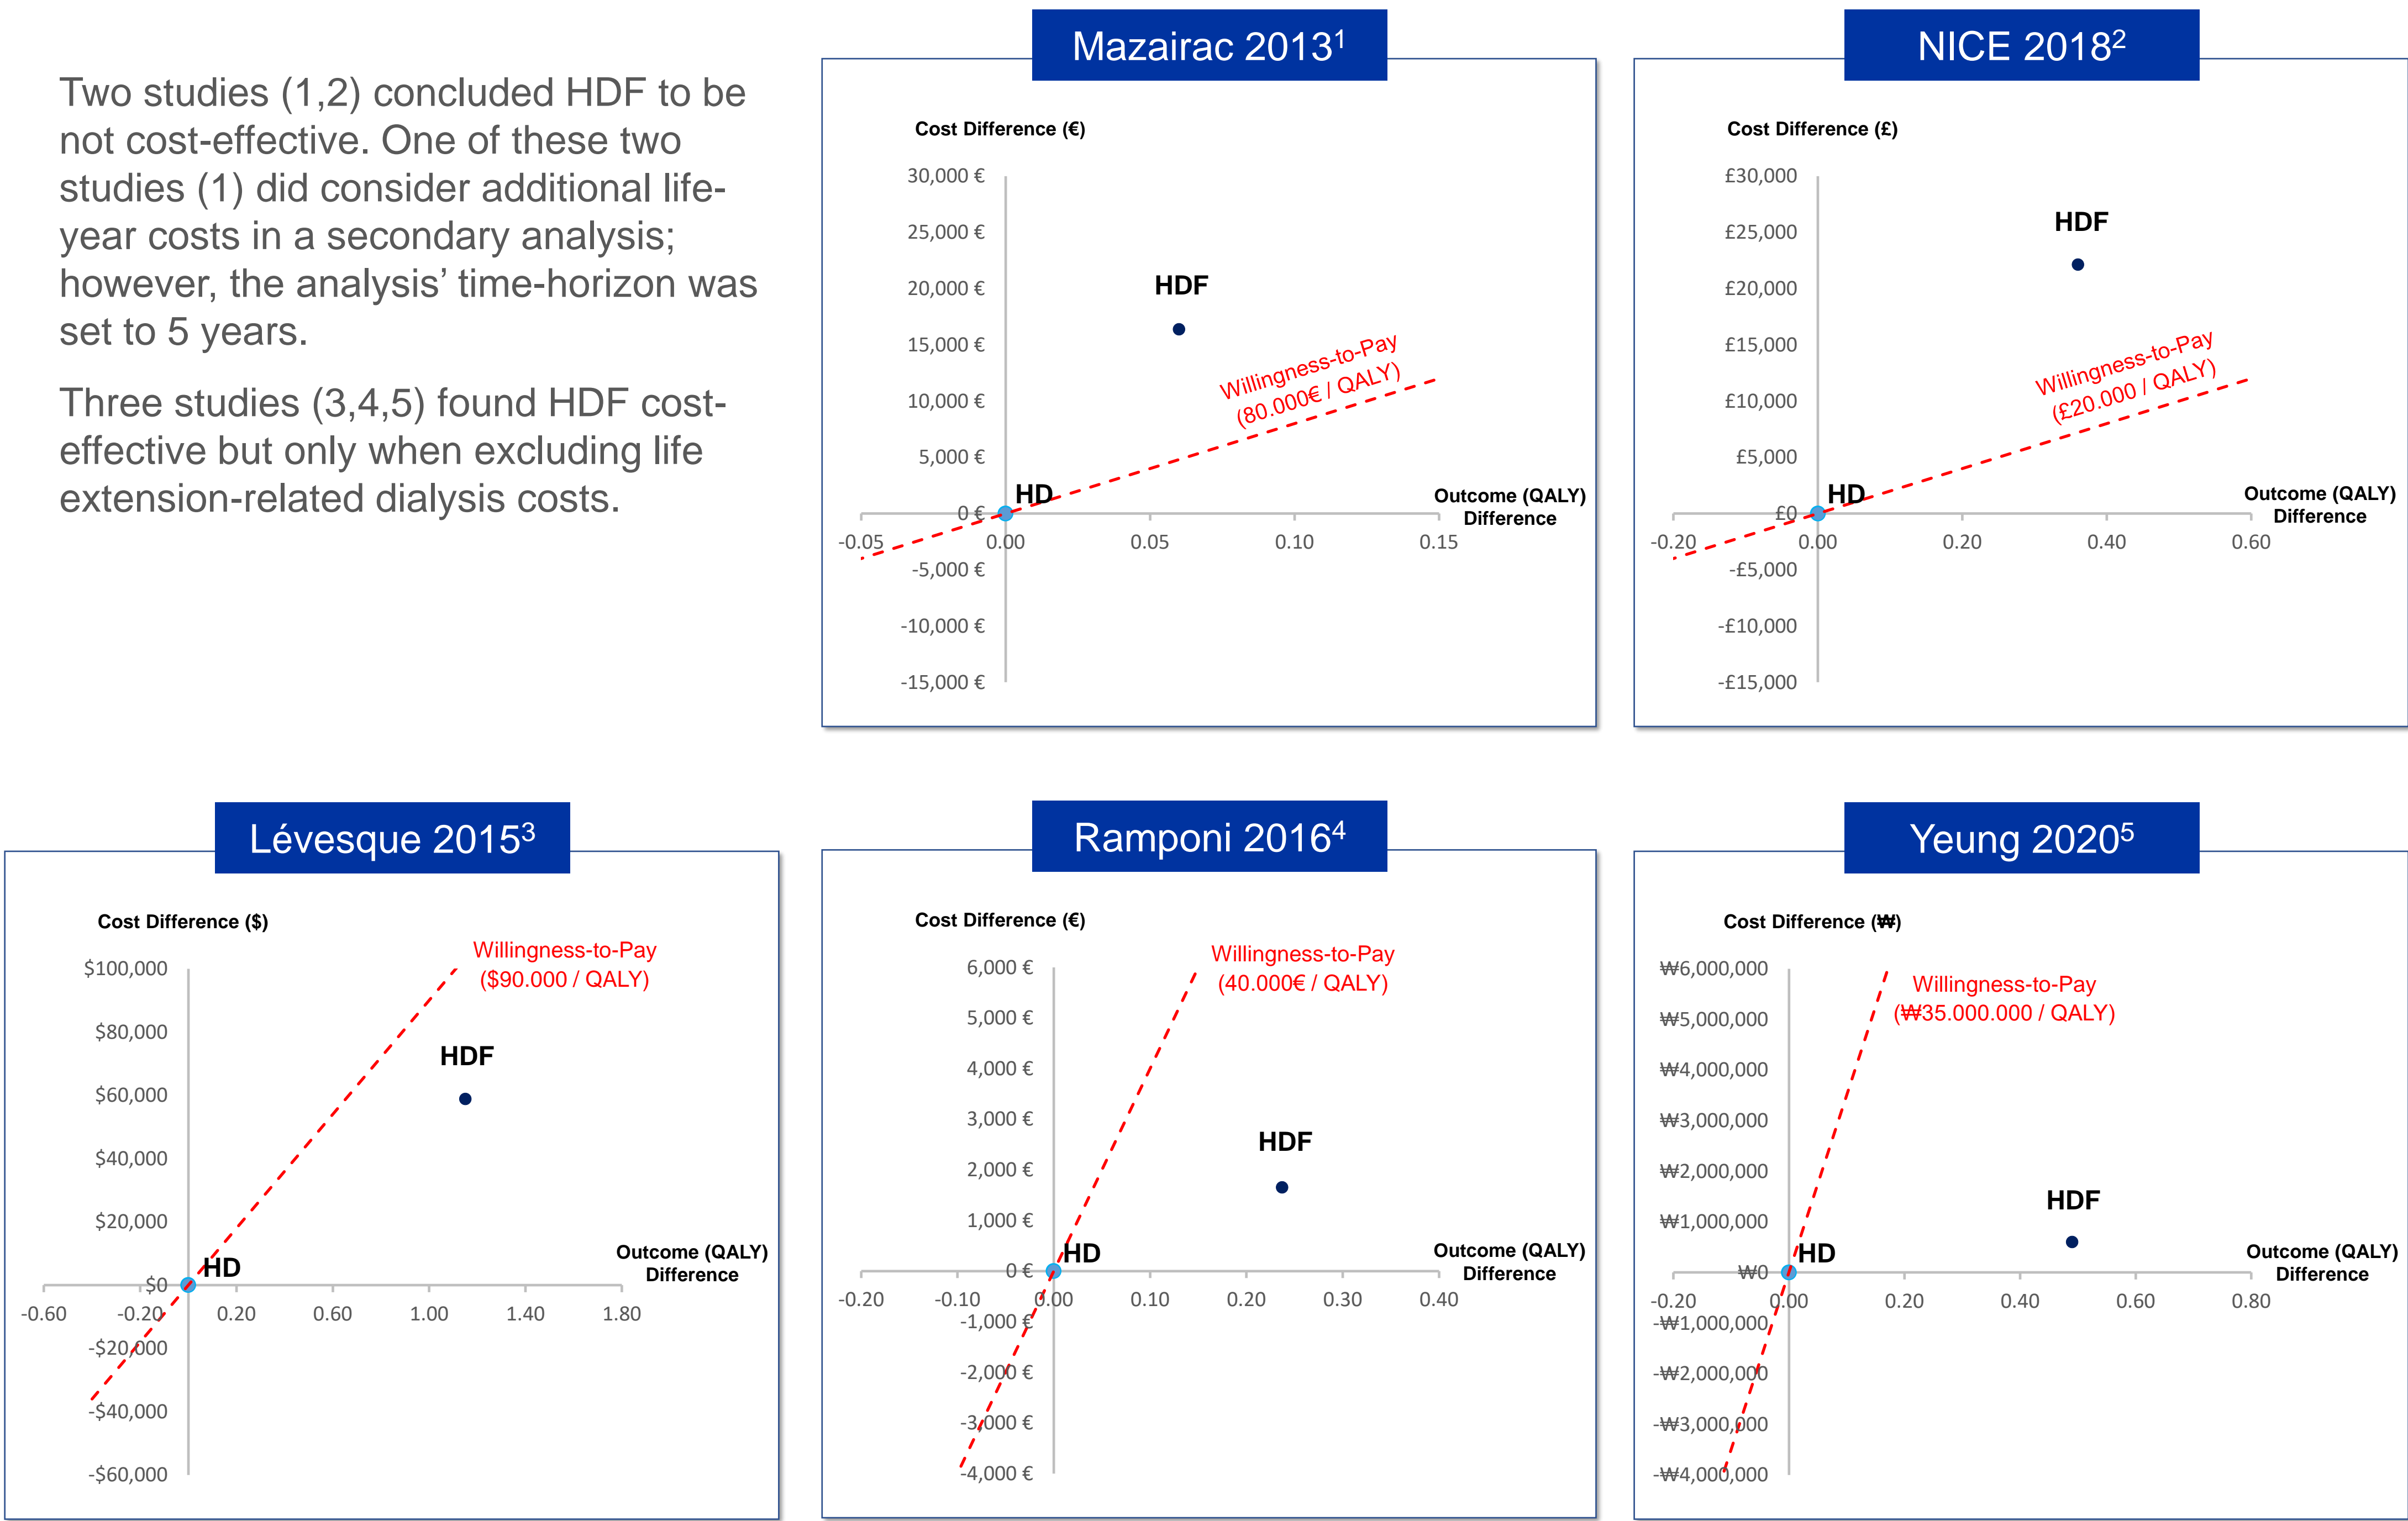 Two studies (1,2) concluded HDF to be
not cost-effective. One of these two
studies (1) did consider additional life-
year costs in a secondary analysis;
however, the analysis’ time-horizon was
set to 5 years.
Three studies (3,4,5) found HDF cost-
effective but only when excluding life
extension-related dialysis costs.
Mazairac 2013¹
Cost Difference (€)
30,000 €
25,000 €
20,000 €
15,000 €
10,000 €
5,000 €
0 €
-5,000 €
-10,000 €
-15,000 €
HDF
Willingness-to-Pay
(80.000€ / QALY)
HD
Outcome (QALY)
Difference
-0.05 0.00 0.05 0.10 0.15
NICE 2018²
Cost Difference (£)
£30,000
£25,000
£20,000
£15,000
£10,000
£5,000
£0
-£5,000
-£10,000
-£15,000
HDF
Willingness-to-Pay
(£20.000 / QALY)
HD
Outcome (QALY)
Difference
-0.20 0.00 0.20 0.40 0.60
Lévesque 2015³
Cost Difference ($)
$100,000
$80,000
$60,000
$40,000
$20,000
$0
-$20,000
-$40,000
-$60,000
Willingness-to-Pay
($90.000 / QALY)
HDF
HD
Outcome (QALY)
Difference
-0.60 -0.20 0.20 0.60 1.00 1.40 1.80
Ramponi 2016⁴
Cost Difference (€)
6,000 €
5,000 €
4,000 €
3,000 €
2,000 €
1,000 €
0 €
-1,000 €
-2,000 €
-3,000 €
-4,000 €
Willingness-to-Pay
(40.000€ / QALY)
HDF
HD
Outcome (QALY)
Difference
-0.20 -0.10 0.00 0.10 0.20 0.30 0.40
Yeung 2020⁵
Cost Difference (₩)
₩6,000,000
₩5,000,000
₩4,000,000
₩3,000,000
₩2,000,000
₩1,000,000
₩0
-₩1,000,000
-₩2,000,000
-₩3,000,000
-₩4,000,000
Willingness-to-Pay
(₩35.000.000 / QALY)
HDF
HD
Outcome (QALY)
Difference
-0.20 0.00 0.20 0.40 0.60 0.80